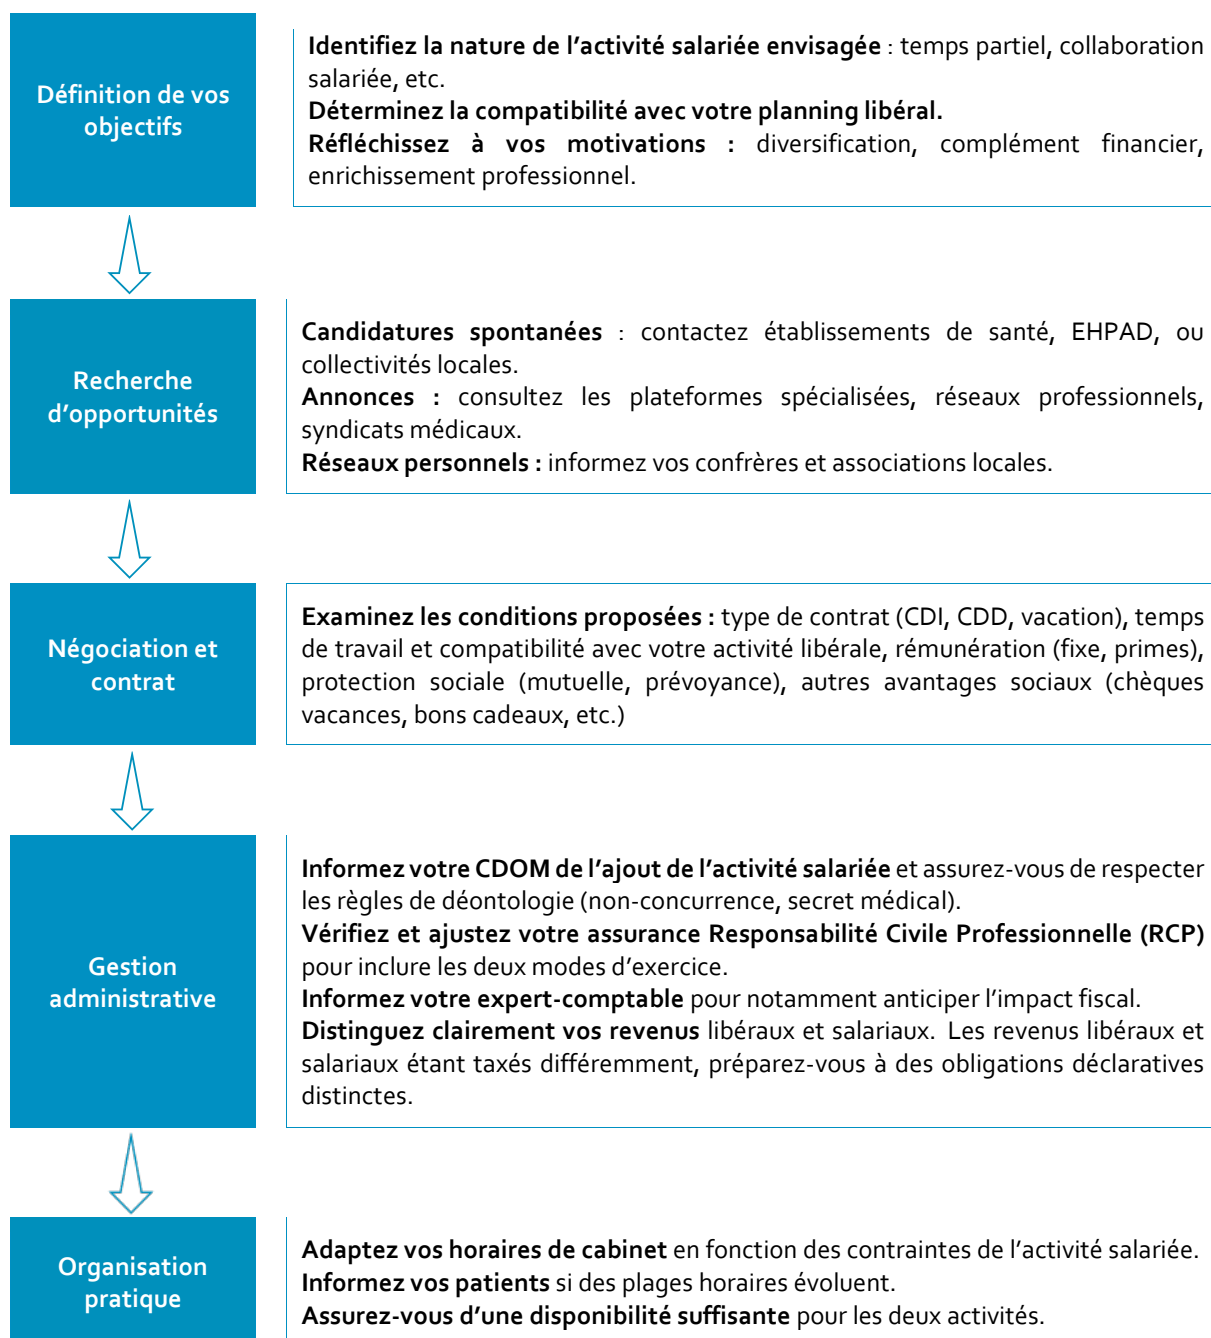 Définition de vos
objectifs
Identifiez la nature de l'activité salariée envisagée : temps partiel, collaboration
salariée, etc.
Déterminez la compatibilité avec votre planning libéral.
Réfléchissez à vos motivations : diversification, complément financier,
enrichissement professionnel.
Recherche
d'opportunités
Candidatures spontanées : contactez établissements de santé, EHPAD, ou
collectivités locales.
Annonces : consultez les plateformes spécialisées, réseaux professionnels,
syndicats médicaux.
Réseaux personnels : informez vos confrères et associations locales.
Négociation et
contrat
Examinez les conditions proposées : type de contrat (CDI, CDD, vacation), temps
de travail et compatibilité avec votre activité libérale, rémunération (fixe, primes),
protection sociale (mutuelle, prévoyance), autres avantages sociaux (chèques
vacances, bons cadeaux, etc.)
Gestion
administrative
Informez votre CDOM de l'ajout de l'activité salariée et assurez-vous de respecter
les règles de déontologie (non-concurrence, secret médical).
Vérifiez et ajustez votre assurance Responsabilité Civile Professionnelle (RCP)
pour inclure les deux modes d'exercice.
Informez votre expert-comptable pour notamment anticiper l'impact fiscal.
Distinguez clairement vos revenus libéraux et salariaux. Les revenus libéraux et
salariaux étant taxés différemment, préparez-vous à des obligations déclaratives
distinctes.
Organisation
pratique
Adaptez vos horaires de cabinet en fonction des contraintes de l'activité salariée.
Informez vos patients si des plages horaires évoluent.
Assurez-vous d'une disponibilité suffisante pour les deux activités.